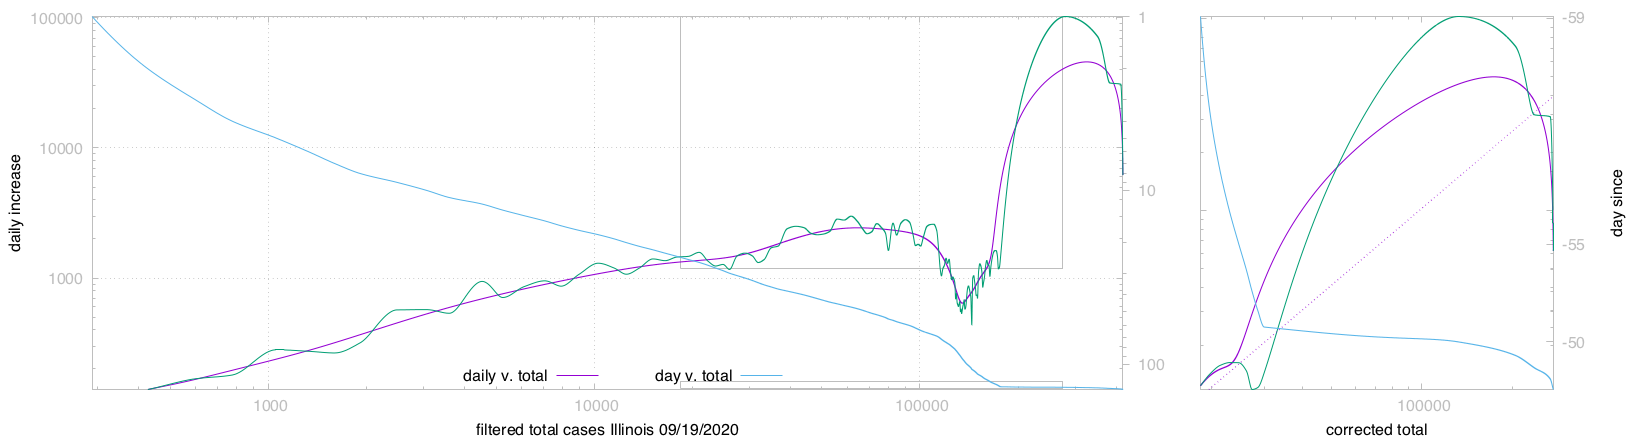 100000
10000
1000
daily increase
1
10
100
daily v. total
day v. total
1000
10000
100000
filtered total cases Illinois 09/19/2020
-59
-55
-50
day since
100000
corrected total